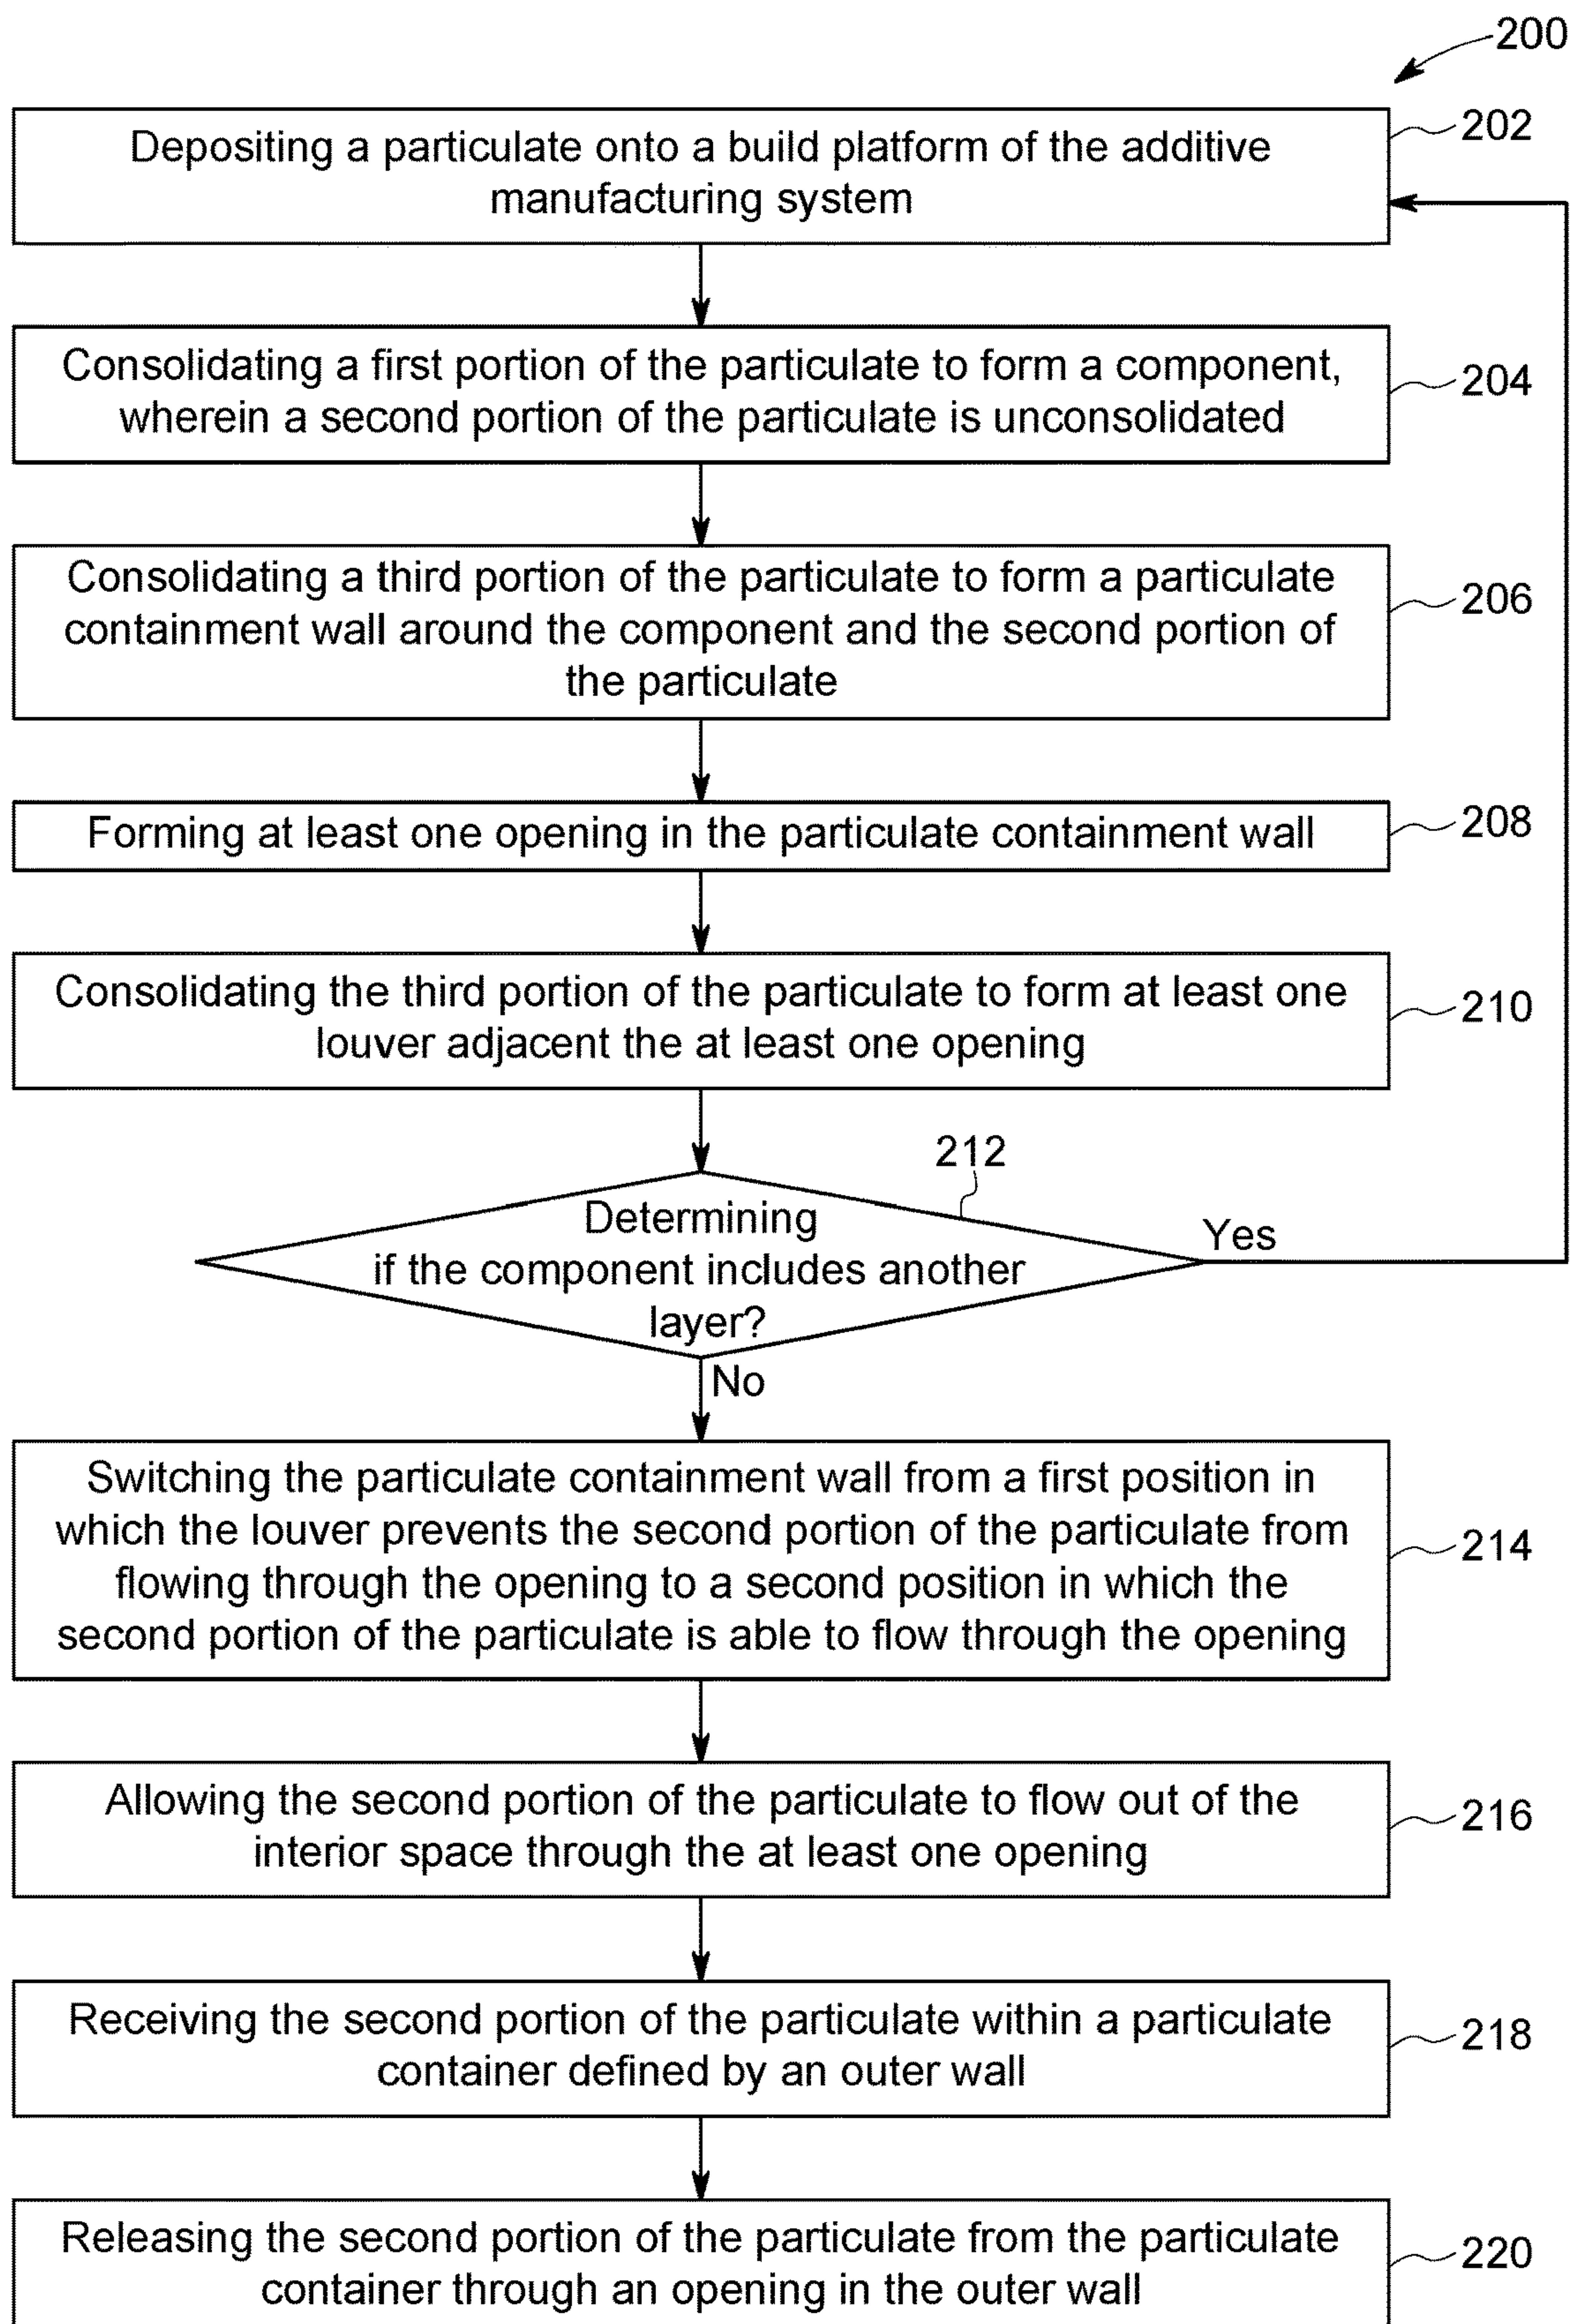 200
Depositing a particulate onto a build platform of the additive
manufacturing system
202
Consolidating a first portion of the particulate to form a component,
wherein a second portion of the particulate is unconsolidated
204
Consolidating a third portion of the particulate to form a particulate
containment wall around the component and the second portion of
the particulate
206
Forming at least one opening in the particulate containment wall
208
Consolidating the third portion of the particulate to form at least one
louver adjacent the at least one opening
210
212
Determining
if the component includes another
layer?
Yes
No
Switching the particulate containment wall from a first position in
which the louver prevents the second portion of the particulate from
flowing through the opening to a second position in which the
second portion of the particulate is able to flow through the opening
214
Allowing the second portion of the particulate to flow out of the
interior space through the at least one opening
216
Receiving the second portion of the particulate within a particulate
container defined by an outer wall
218
Releasing the second portion of the particulate from the particulate
container through an opening in the outer wall
220